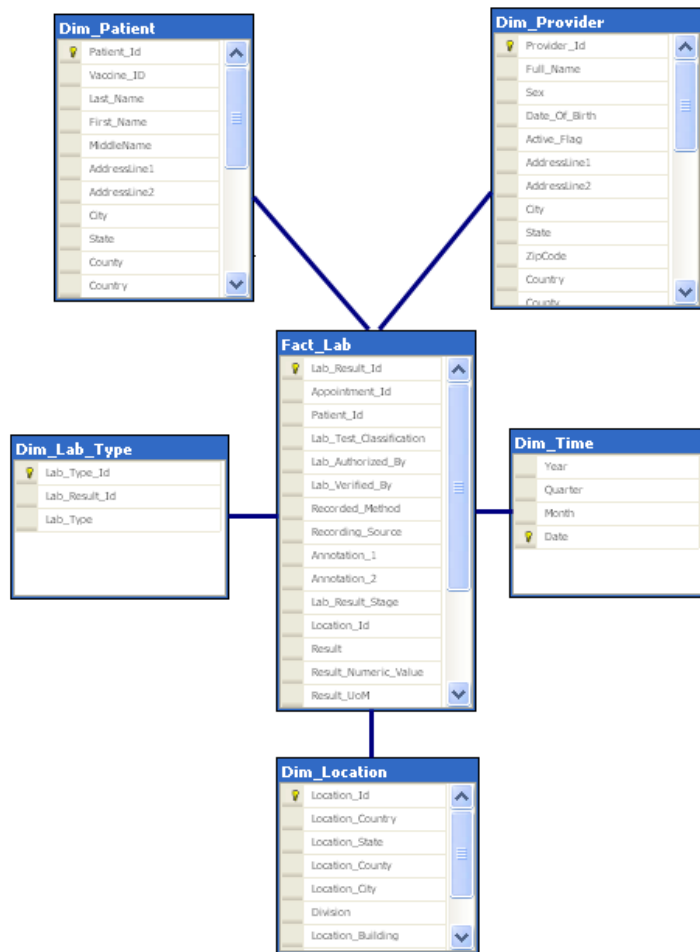 Dim_Patient
Patient_Id
Vaccine_ID
Last_Name
First_Name
MiddleName
AddressLine1
AddressLine2
City
State
County
Country
Dim_Provider
Provider_Id
Full_Name
Sex
Date_Of_Birth
Active_Flag
AddressLine1
AddressLine2
City
State
ZipCode
Country
County
Fact_Lab
Lab_Result_Id
Appointment_Id
Patient_Id
Lab_Test_Classification
Lab_Authorized_By
Lab_Verified_By
Recorded_Method
Recording_Source
Annotation_1
Annotation_2
Lab_Result_Stage
Location_Id
Result
Result_Numeric_Value
Result_UoM
Dim_Lab_Type
Lab_Type_Id
Lab_Result_Id
Lab_Type
Dim_Time
Year
Quarter
Month
Date
Dim_Location
Location_Id
Location_Country
Location_State
Location_County
Location_City
Division
Location_Building